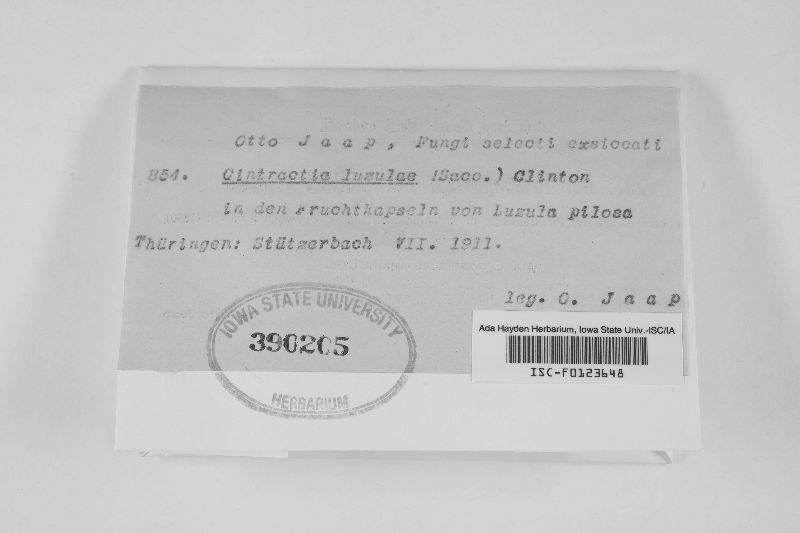 Otto Jaap, Fungi selecti exsiccati
854. Cintractia luzulae (Sacc.) Clinton
in den Fruchtkapseln von Luzula pilosa
Thüringen: Stützerbach VII. 1911.
leg. O. Jaap
IOWA STATE UNIVERSITY
390205
HERBARIUM
Ada Hayden Herbarium, Iowa State Univ.-ISC/IA
ISC-F0123648